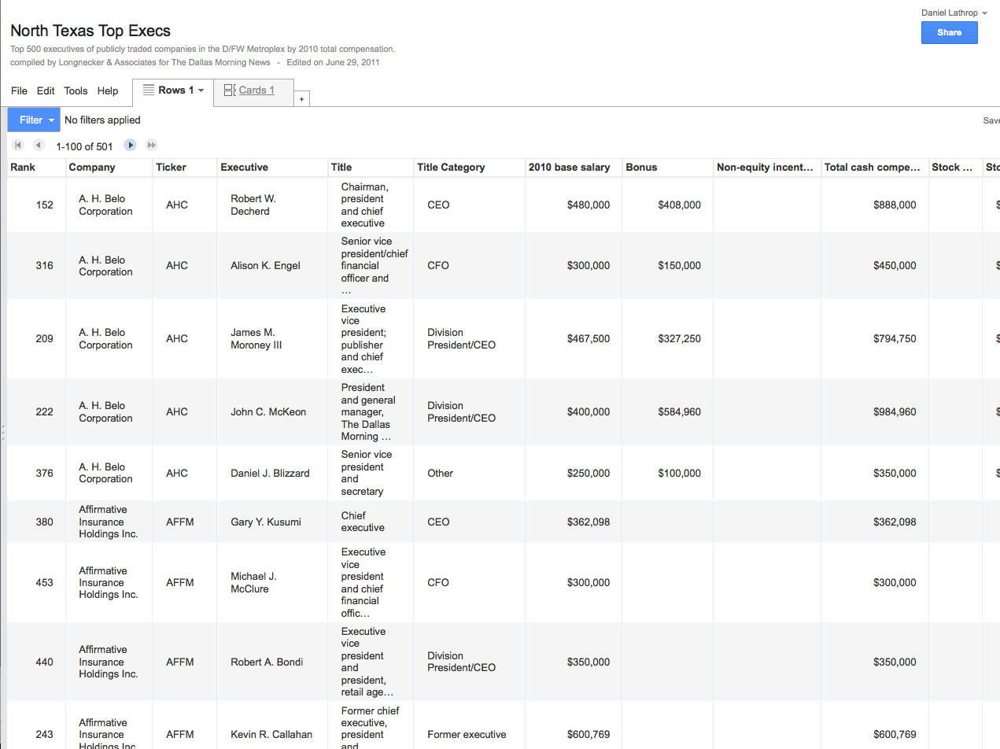 Daniel Lathrop
North Texas Top Execs
Share
Top 500 executives of publicly traded companies in the D/FW Metroplex by 2010 total compensation.
compiled by Longnecker & Associates for The Dallas Morning News - Edited on June 29, 2011
File Edit Tools Help Rows 1 Cards 1 +
Filter No filters applied Save
1-100 of 501
Rank Company Ticker Executive Title Title Category 2010 base salary Bonus Non-equity incent... Total cash compe... Stock ... Sto
152 A. H. Belo Corporation AHC Robert W. Decherd Chairman, president and chief executive CEO $480,000 $408,000 $888,000 $
316 A. H. Belo Corporation AHC Alison K. Engel Senior vice president/chief financial officer and ... CFO $300,000 $150,000 $450,000 $
209 A. H. Belo Corporation AHC James M. Moroney III Executive vice president; publisher and chief exec... Division President/CEO $467,500 $327,250 $794,750 $
222 A. H. Belo Corporation AHC John C. McKeon President and general manager, The Dallas Morning ... Division President/CEO $400,000 $584,960 $984,960 $
376 A. H. Belo Corporation AHC Daniel J. Blizzard Senior vice president and secretary Other $250,000 $100,000 $350,000 $
380 Affirmative Insurance Holdings Inc. AFFM Gary Y. Kusumi Chief executive CEO $362,098 $362,098
453 Affirmative Insurance Holdings Inc. AFFM Michael J. McClure Executive vice president and chief financial offic... CFO $300,000 $300,000
440 Affirmative Insurance Holdings Inc. AFFM Robert A. Bondi Executive vice president and president, retail age... Division President/CEO $350,000 $350,000
243 Affirmative Insurance Holdings Inc AFFM Kevin R. Callahan Former chief executive, president and Former executive $600,769 $600,769